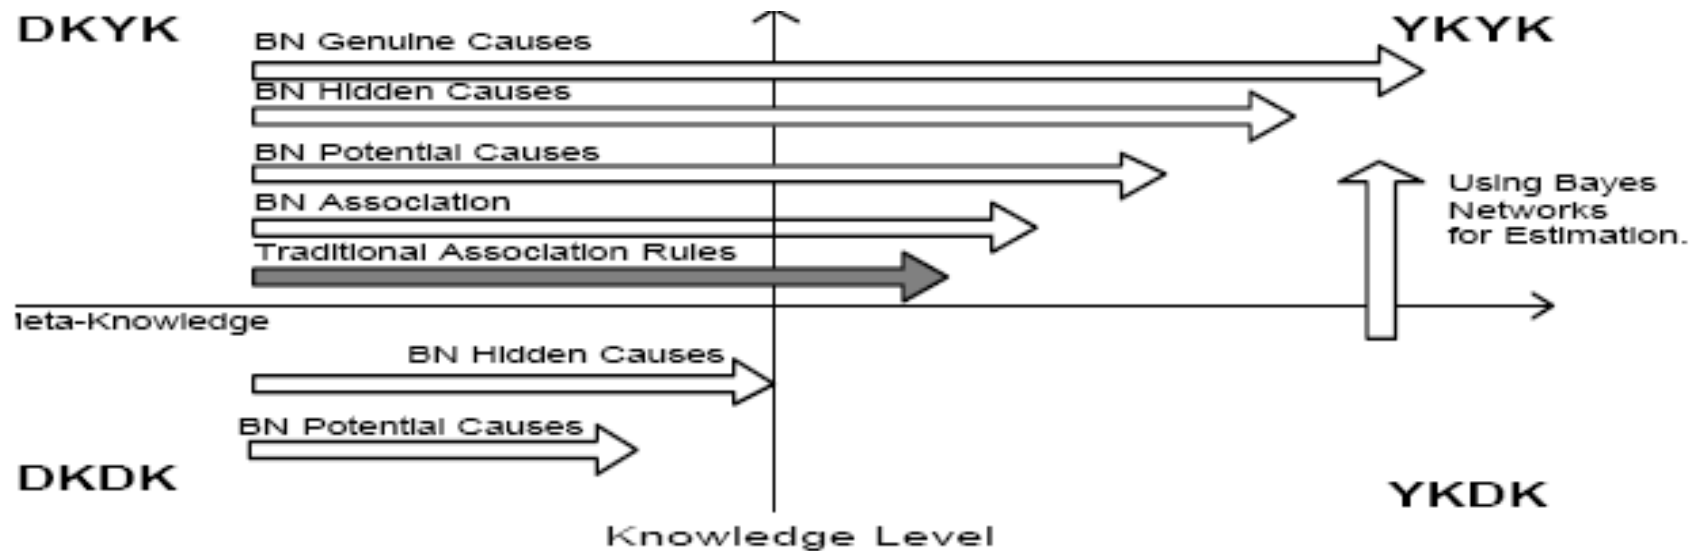 DKYK
YKYK
BN Genuine Causes
BN Hidden Causes
BN Potential Causes
BN Association
Traditional Association Rules
Using Bayes
Networks
for Estimation.
leta-Knowledge
BN Hidden Causes
BN Potential Causes
DKDK
YKDK
Knowledge Level